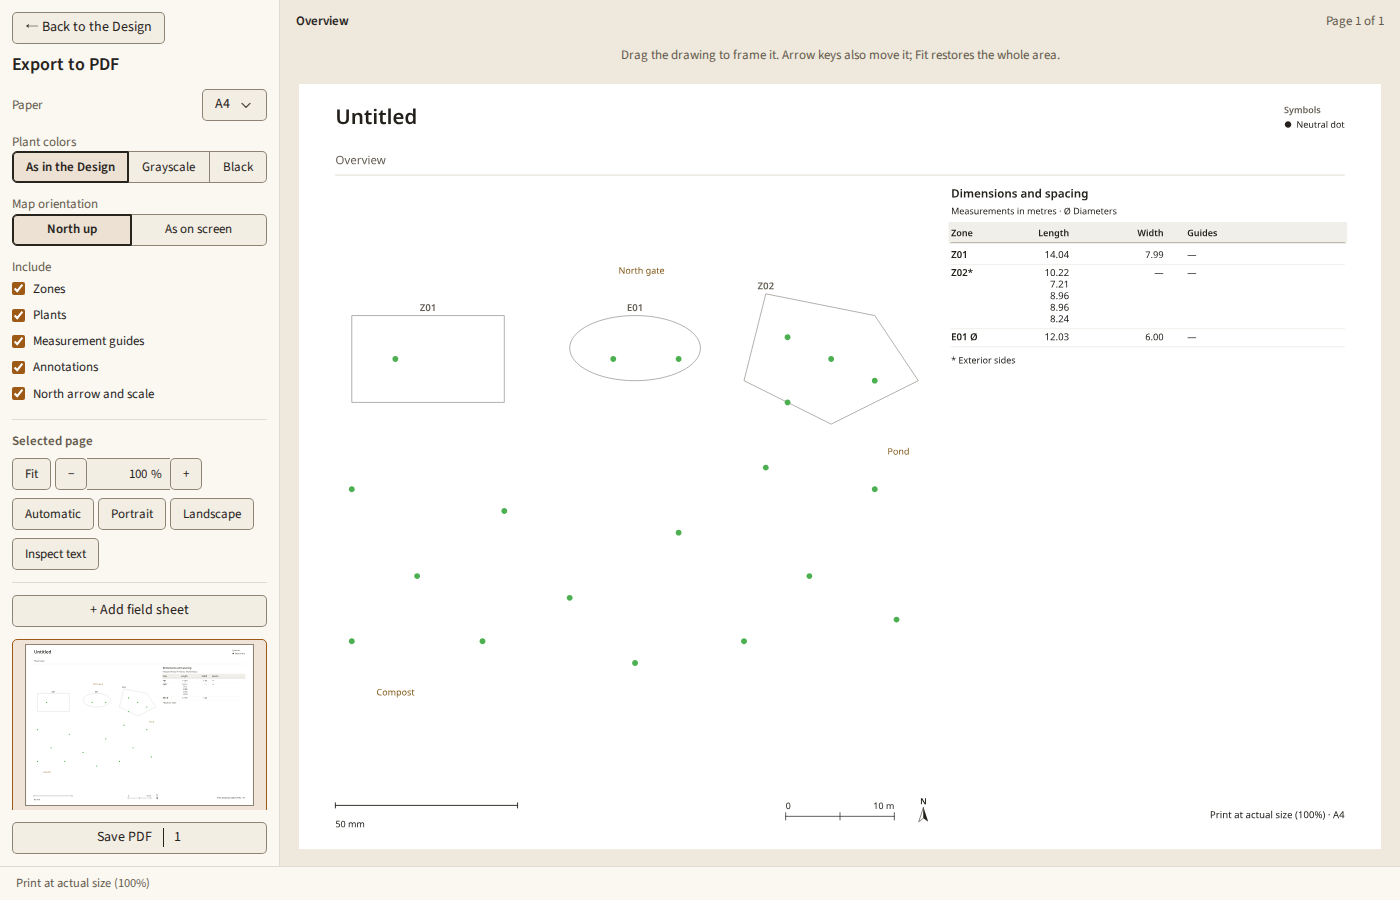 ← Back to the Design
Export to PDF
Paper
A4
Plant colors
As in the Design
Grayscale
Black
Map orientation
North up
As on screen
Include
Zones
Plants
Measurement guides
Annotations
North arrow and scale
Selected page
Fit
−
100 %
+
Automatic
Portrait
Landscape
Inspect text
+ Add field sheet
Untitled
Save PDF
1
Print at actual size (100%)
Overview
Page 1 of 1
Drag the drawing to frame it. Arrow keys also move it; Fit restores the whole area.
Untitled
Symbols
Neutral dot
Overview
Dimensions and spacing
Measurements in metres · Ø Diameters
Zone Length Width Guides
Z01 14.04 7.99 —
Z02* 10.22 — —
7.21
8.96
8.96
8.24
E01 Ø 12.03 6.00 —
* Exterior sides
North gate
Z01
E01
Z02
Pond
Compost
50 mm
0 10 m
N
Print at actual size (100%) · A4